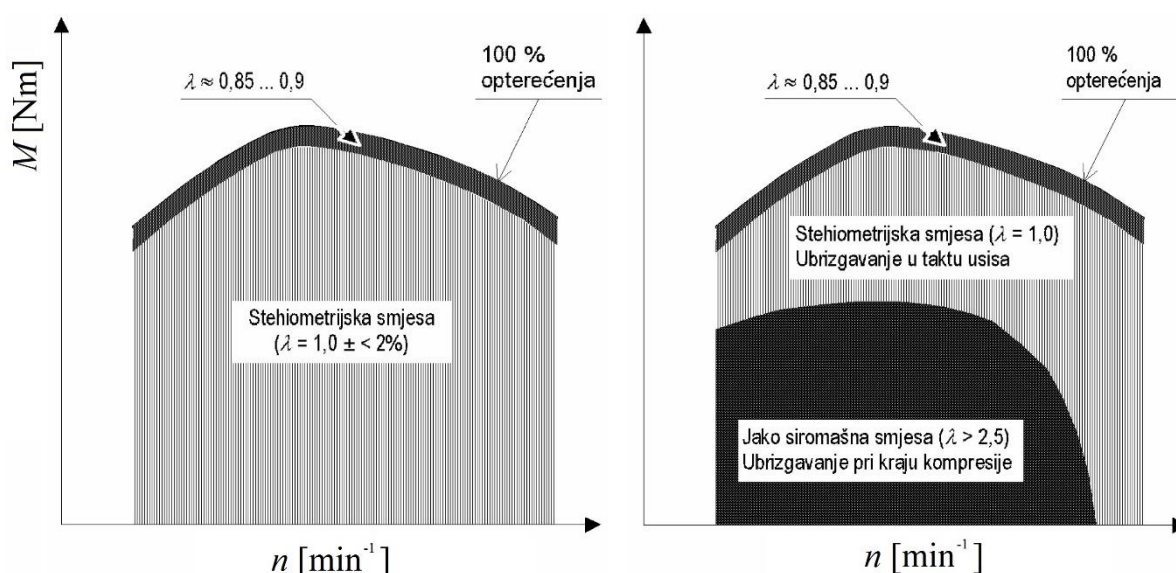 M [Nm]
λ ≈ 0,85 ... 0,9
100 %
opterećenja
Stehiometrijska smjesa
(λ = 1,0 ± < 2%)
n [min⁻¹]
λ ≈ 0,85 ... 0,9
100 %
opterećenja
M [Nm]
Stehiometrijska smjesa (λ = 1,0)
Ubrizgavanje u taktu usisa
Jako siromašna smjesa (λ > 2,5)
Ubrizgavanje pri kraju kompresije
n [min⁻¹]